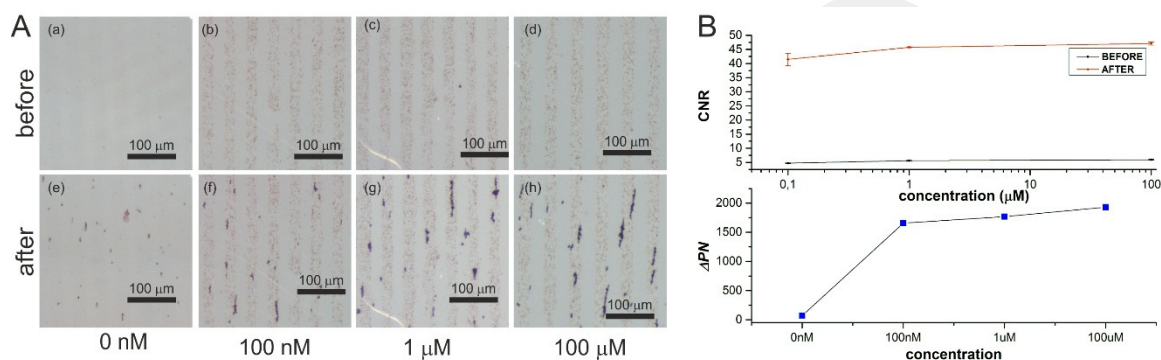 A
before
(a)
100 μm
(b)
100 μm
(c)
100 μm
(d)
100 μm
after
(e)
100 μm
(f)
100 μm
(g)
100 μm
(h)
100 μm
0 nM
100 nM
1 μM
100 μM
B
CNR
50
45
40
35
30
25
20
15
10
5
BEFORE
AFTER
0,1
1
10
100
concentration (μM)
ΔPN
2000
1500
1000
500
0
0nM
100nM
1uM
100uM
concentration